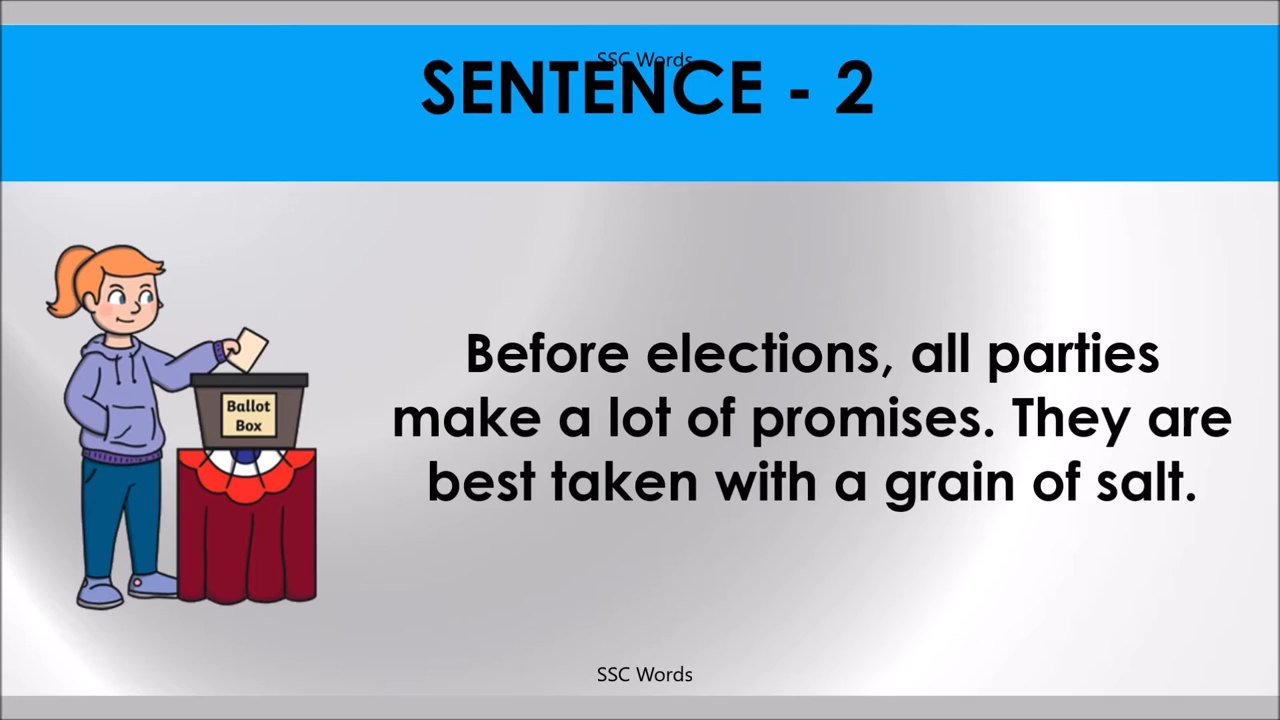 SSC Words
SENTENCE - 2
Ballot
Box
Before elections, all parties
make a lot of promises. They are
best taken with a grain of salt.
SSC Words